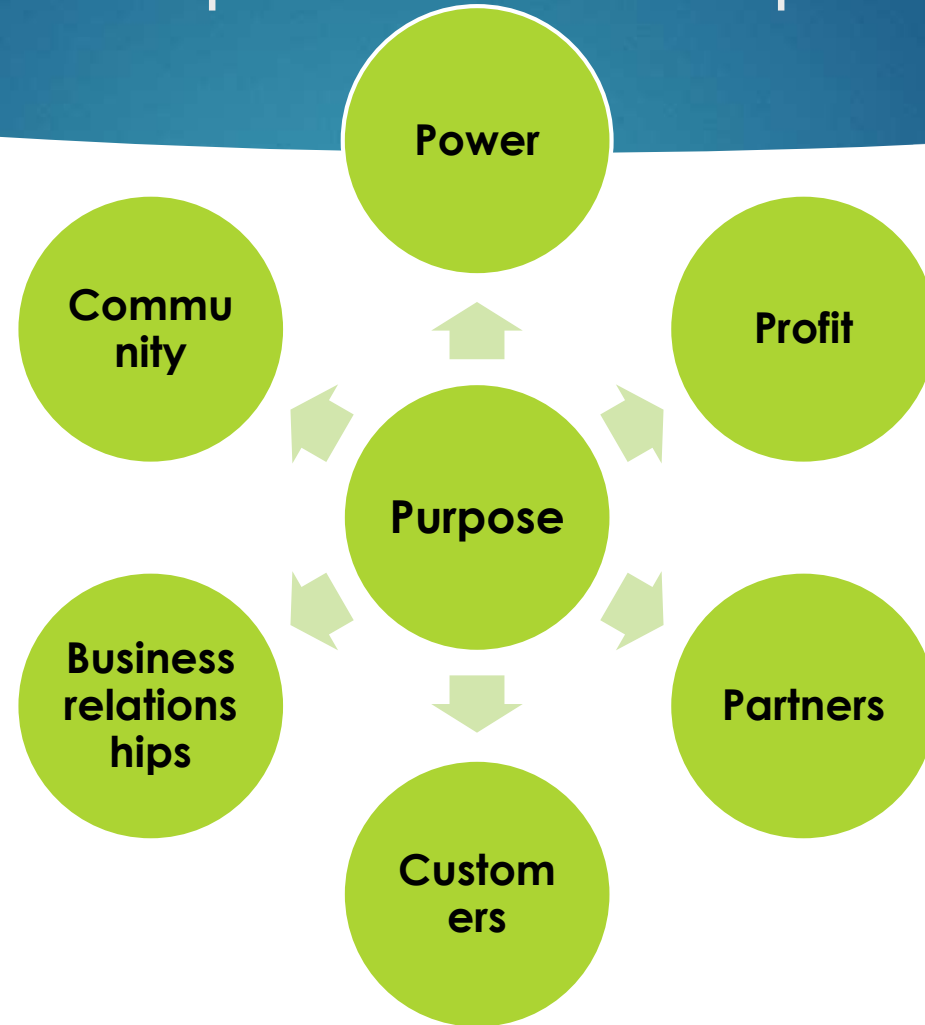 Power
Commu
nity
Profit
Purpose
Business
relations
hips
Partners
Custom
ers